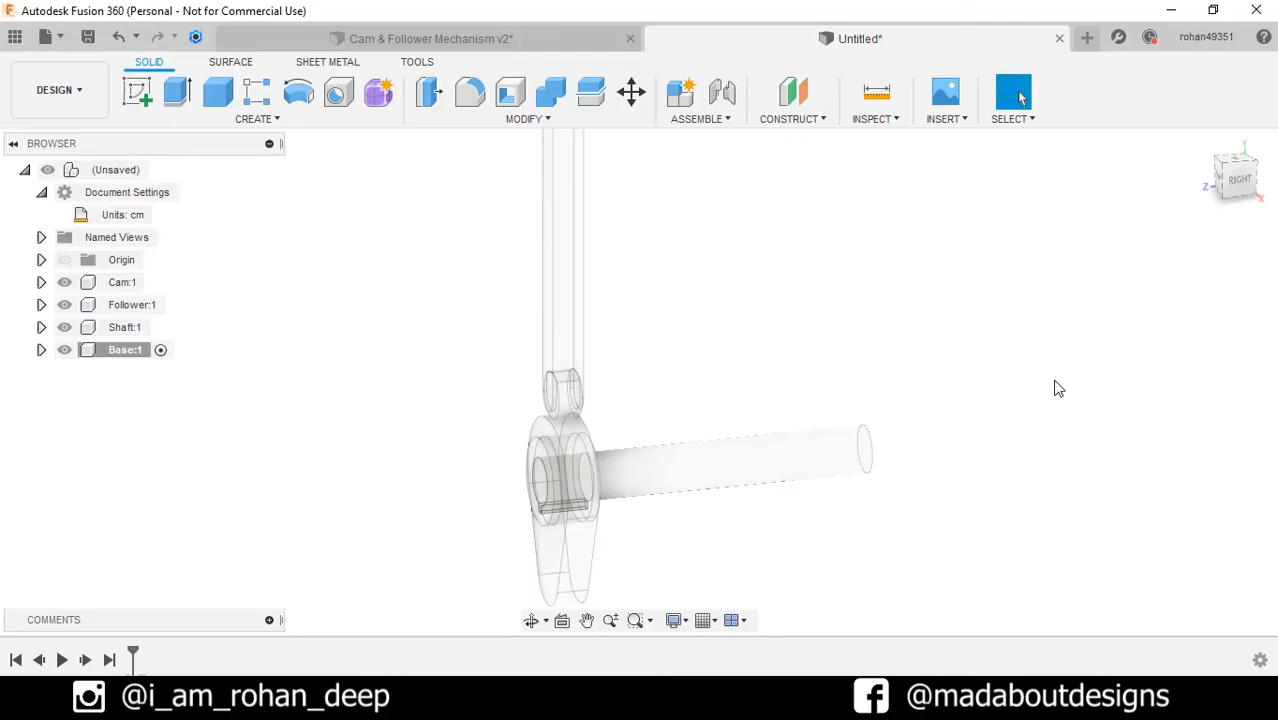 Autodesk Fusion 360 (Personal - Not for Commercial Use)
Cam & Follower Mechanism v2*
Untitled*
rohan49351
SOLID
SURFACE
SHEET METAL
TOOLS
DESIGN
CREATE
MODIFY
ASSEMBLE
CONSTRUCT
INSPECT
INSERT
SELECT
BROWSER
(Unsaved)
Document Settings
Units: cm
Named Views
Origin
Cam:1
Follower:1
Shaft:1
Base:1
Y
RIGHT
Z
X
COMMENTS
@i_am_rohan_deep
@madaboutdesigns